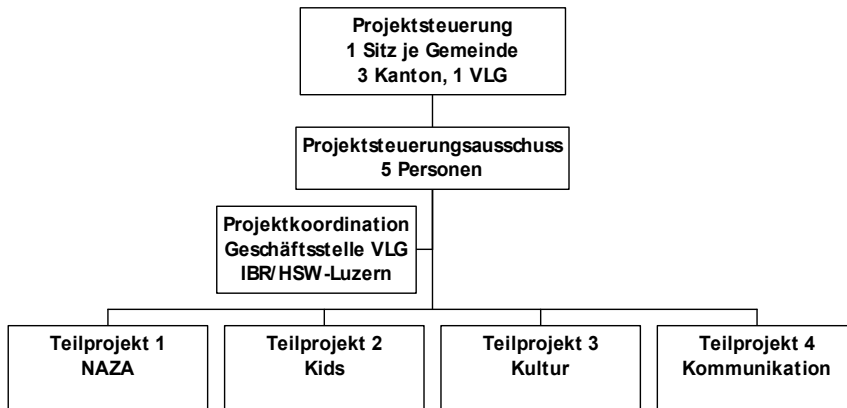 Projektsteuerung
1 Sitz je Gemeinde
3 Kanton, 1 VLG
Projektsteuerungsausschuss
5 Personen
Projektkoordination
Geschäftsstelle VLG
IBR/HSW-Luzern
Teilprojekt 1
NAZA
Teilprojekt 2
Kids
Teilprojekt 3
Kultur
Teilprojekt 4
Kommunikation